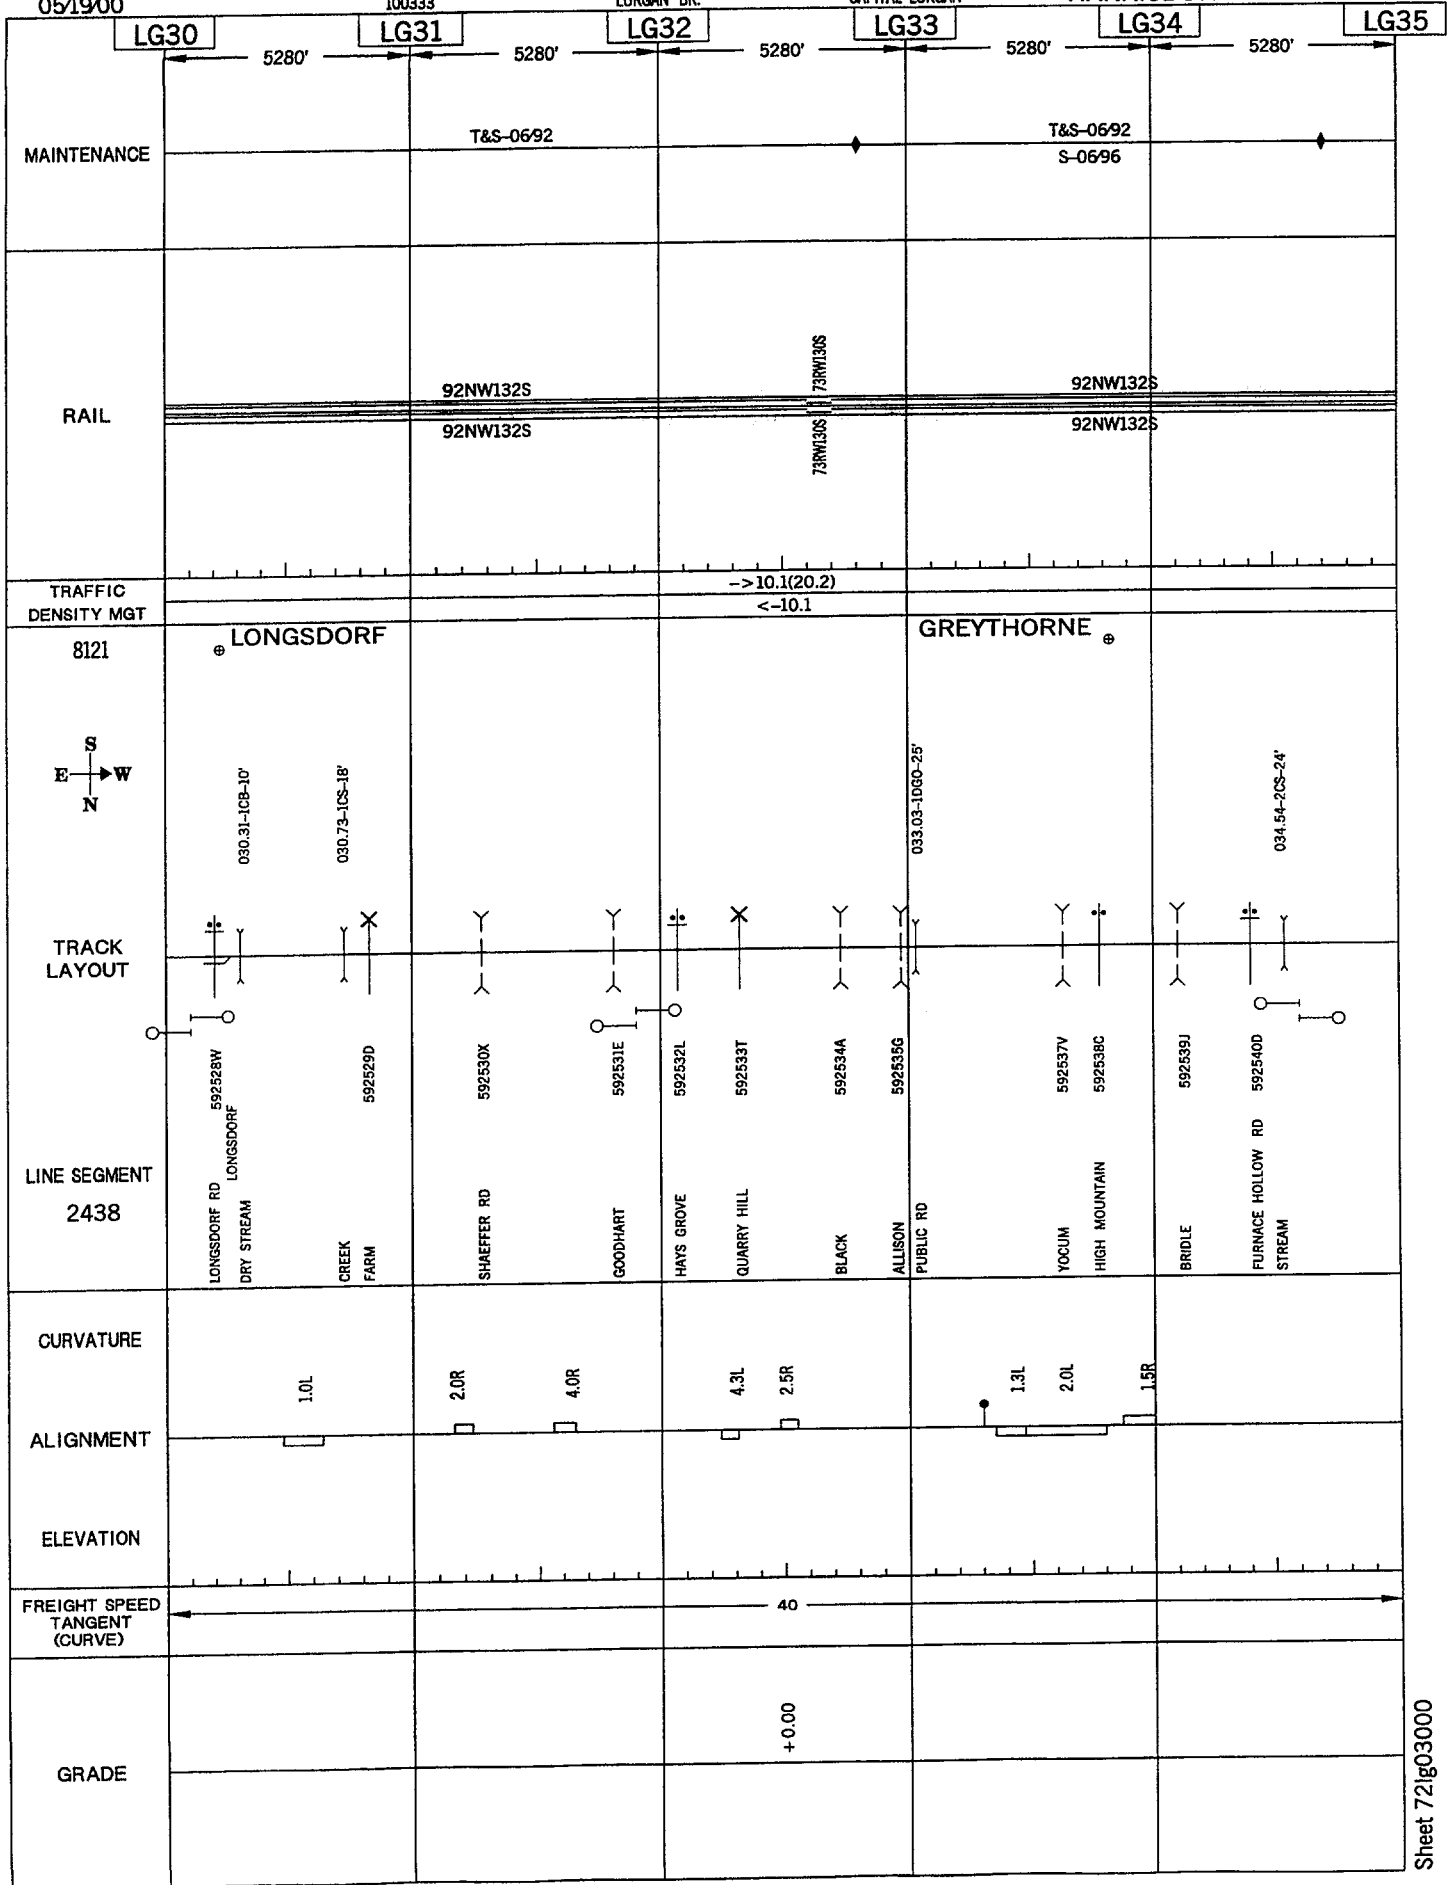 05/19/00
100333
LURGAN BR.
LG30
LG31
LG32
LG33
LG34
LG35
5280'
5280'
5280'
5280'
5280'
MAINTENANCE
T&S-06/92
T&S-06/92
S-06/96
RAIL
92NW132S
92NW132S
73RW130S
73RW130S
92NW132S
92NW132S
TRAFFIC
DENSITY MGT
->10.1(20.2)
<-10.1
8121
LONGSDORF
GREYTHORNE
S
E W
N
030.31-1CB-10'
030.73-1CS-18'
033.03-1DGO-25'
034.54-2CS-24'
TRACK
LAYOUT
592528W
592529D
592530X
592531E
592532L
592533T
592534A
592535G
592537V
592538C
592539J
592540D
LINE SEGMENT
2438
LONGSDORF RD
LONGSDORF
DRY STREAM
CREEK
FARM
SHAEFFER RD
GOODHART
HAYS GROVE
QUARRY HILL
BLACK
ALLISON
PUBLIC RD
YOCUM
HIGH MOUNTAIN
BRIDLE
FURNACE HOLLOW RD
STREAM
CURVATURE
1.0L
2.0R
4.0R
4.3L
2.5R
1.3L
2.0L
1.5R
ALIGNMENT
ELEVATION
FREIGHT SPEED
TANGENT
(CURVE)
40
GRADE
+0.00
Sheet 72lg03000